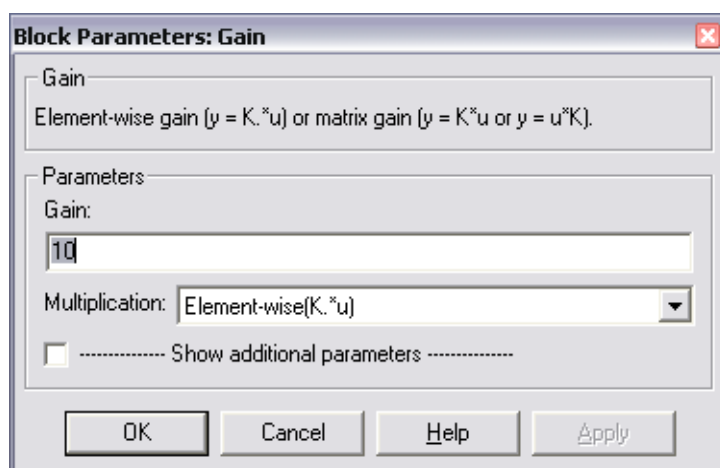 Block Parameters: Gain
Gain
Element-wise gain (y = K.*u) or matrix gain (y = K*u or y = u*K).
Parameters
Gain:
10
Multiplication: Element-wise(K.*u)
--------------- Show additional parameters ---------------
OK Cancel Help Apply